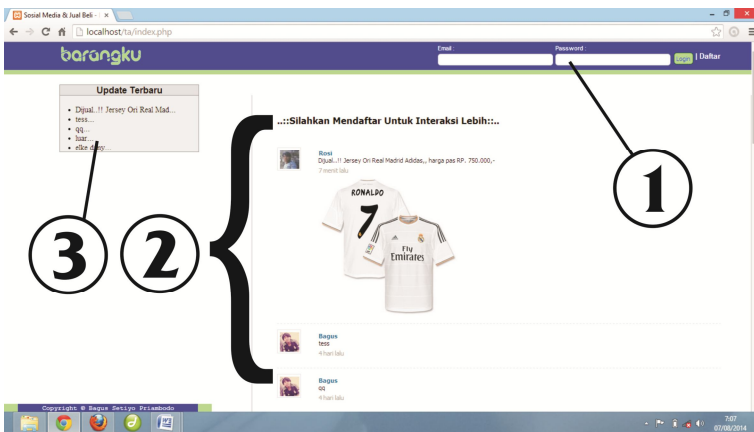 Sosial Media & Jual Beli -
localhost/ta/index.php
barangku
Email :
Password :
Login | Daftar
Update Terbaru
Dijual..!! Jersey Ori Real Mad...
tess...
qq...
luar...
elke
..::Silahkan Mendaftar Untuk Interaksi Lebih::..
Rosi
Dijual..!! Jersey Ori Real Madrid Adidas,, harga pas RP. 750.000,-
7 menit lalu
RONALDO
7
Fly
Emirates
Bagus
tess
4 hari lalu
Bagus
qq
4 hari lalu
1
2
3
Copyright © Bagus Setiyo Priambodo
7:07
07/08/2014